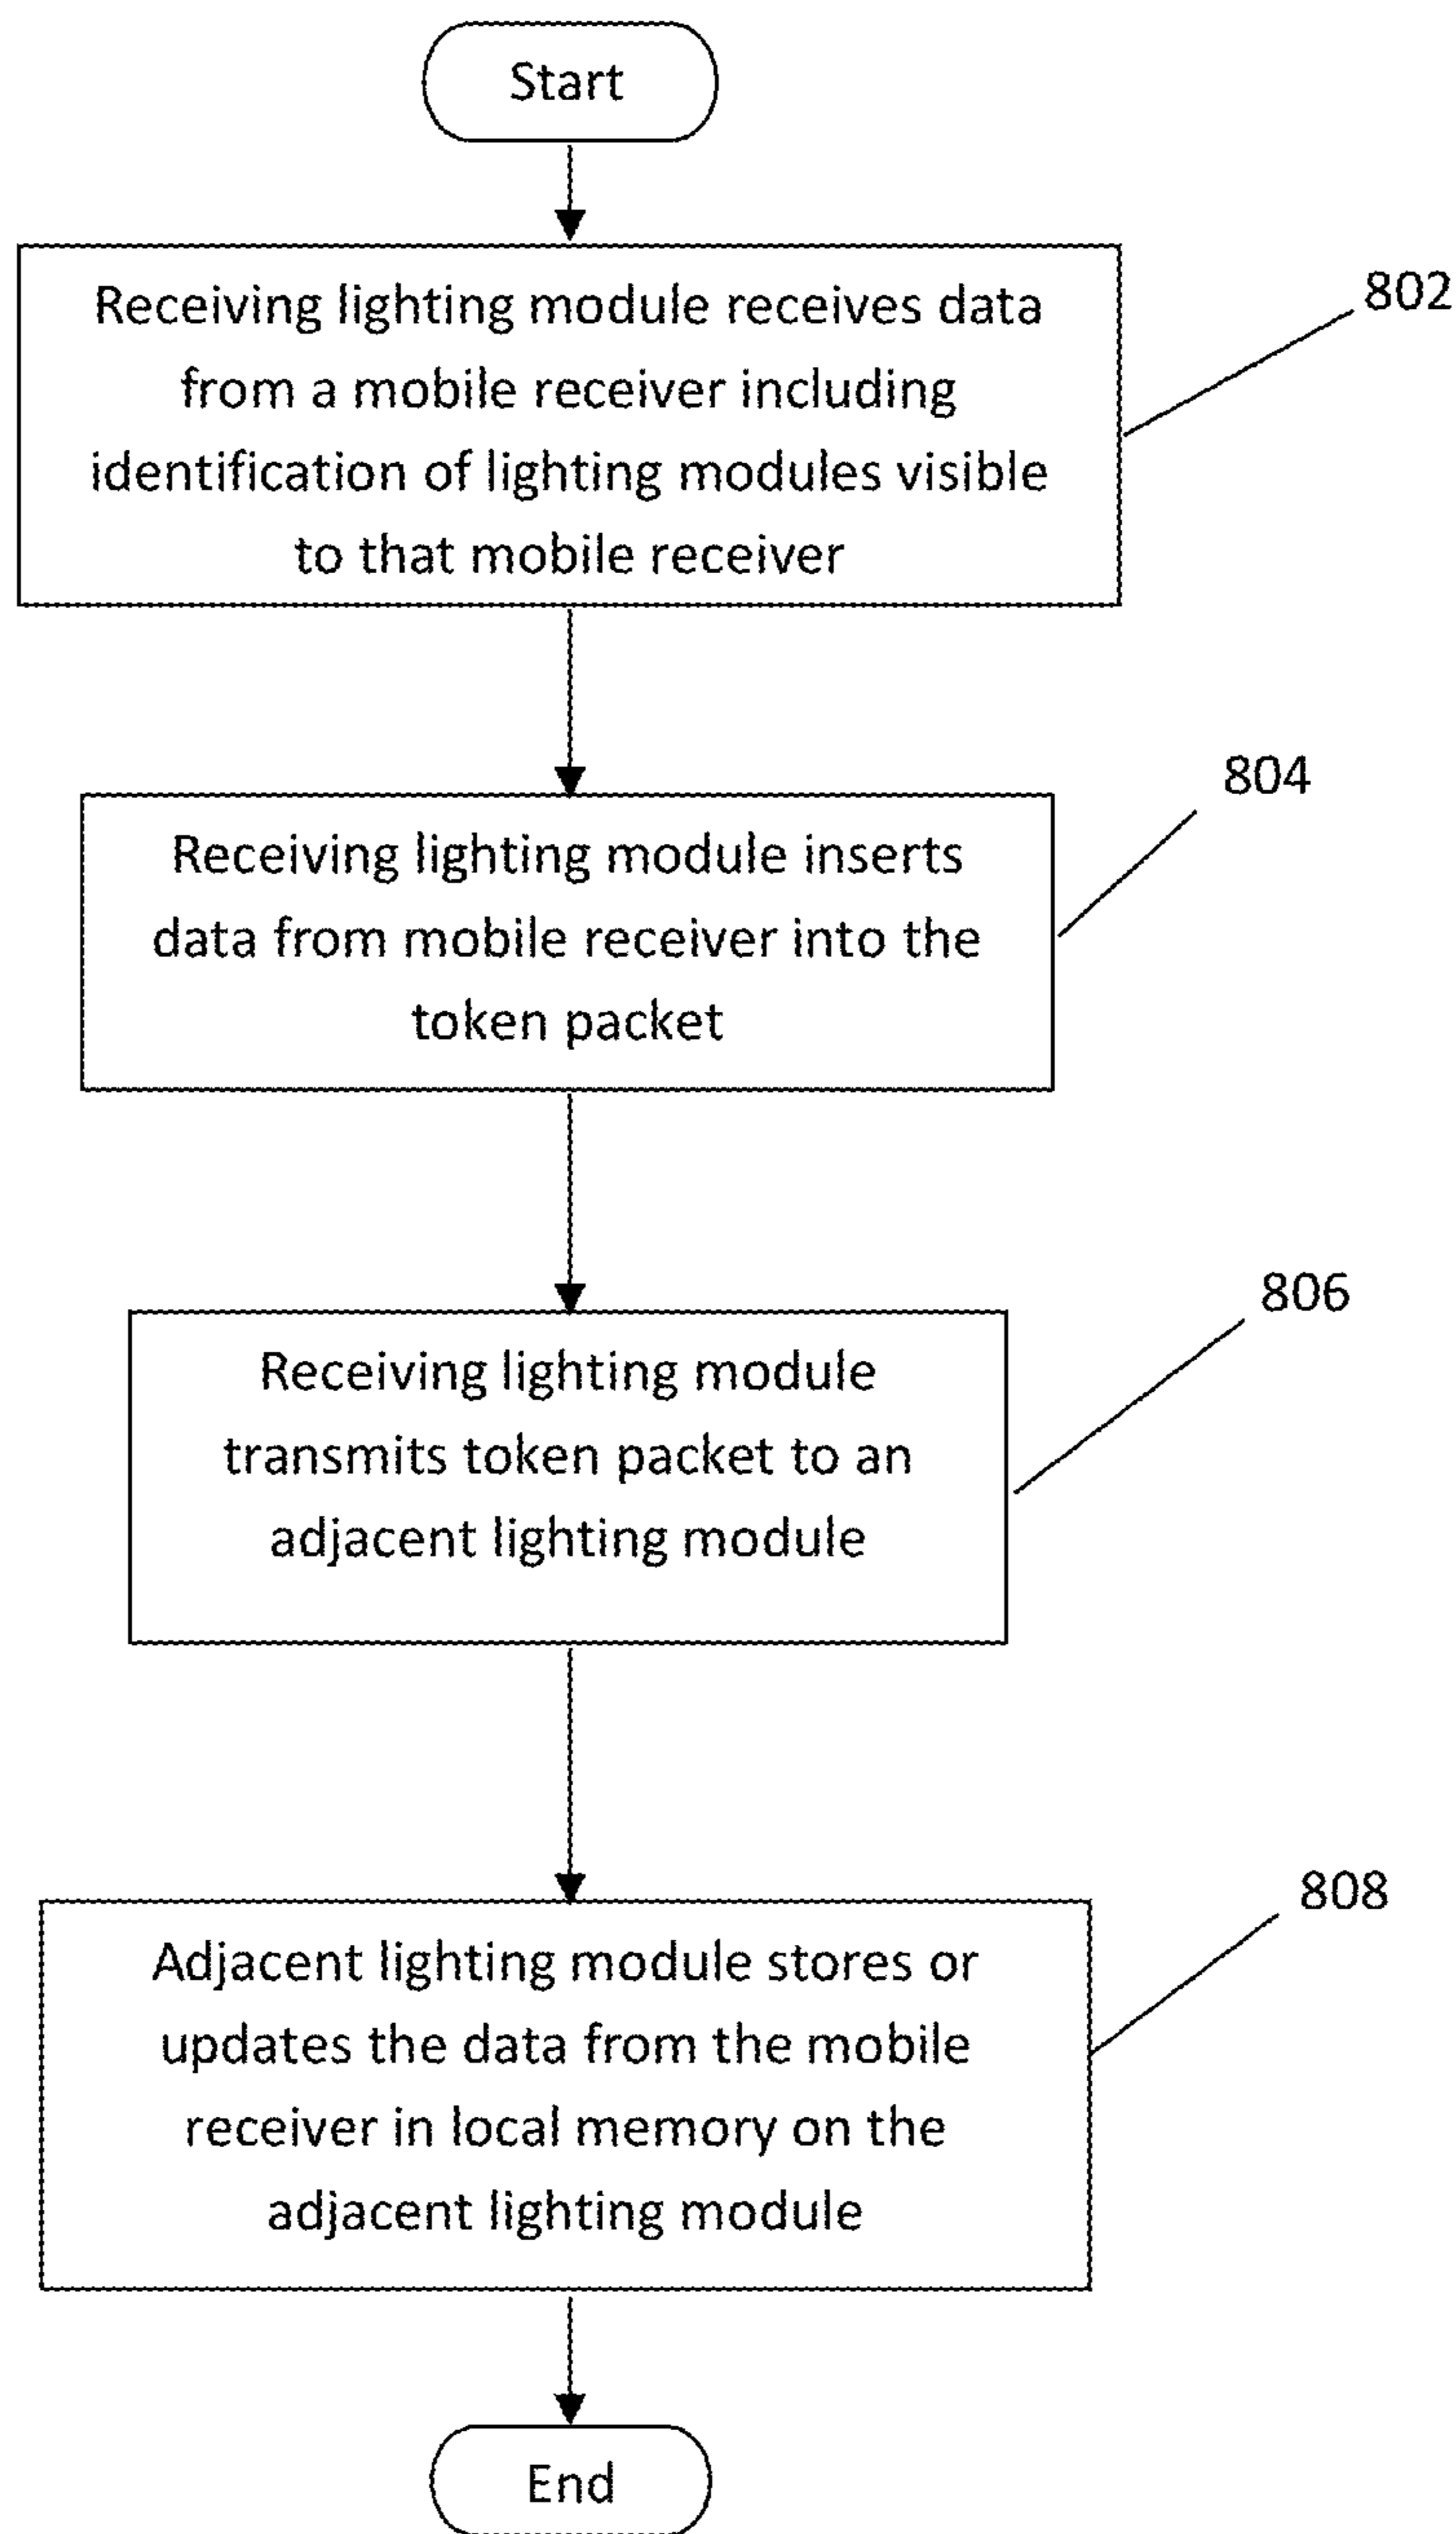 Start
Receiving lighting module receives data
from a mobile receiver including
identification of lighting modules visible
to that mobile receiver
802
Receiving lighting module inserts
data from mobile receiver into the
token packet
804
Receiving lighting module
transmits token packet to an
adjacent lighting module
806
Adjacent lighting module stores or
updates the data from the mobile
receiver in local memory on the
adjacent lighting module
808
End